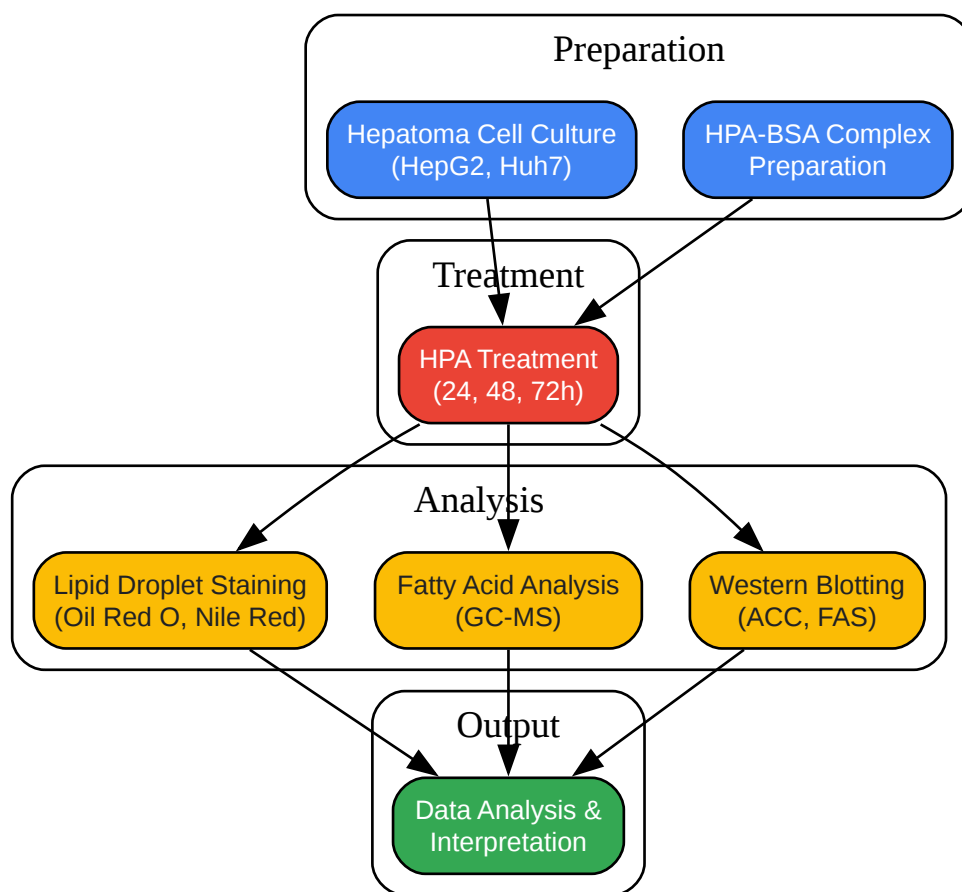 Preparation
Hepatoma Cell Culture
(HepG2, Huh7)
HPA-BSA Complex
Preparation
Treatment
HPA Treatment
(24, 48, 72h)
Analysis
Lipid Droplet Staining
(Oil Red O, Nile Red)
Fatty Acid Analysis
(GC-MS)
Western Blotting
(ACC, FAS)
Output
Data Analysis &
Interpretation